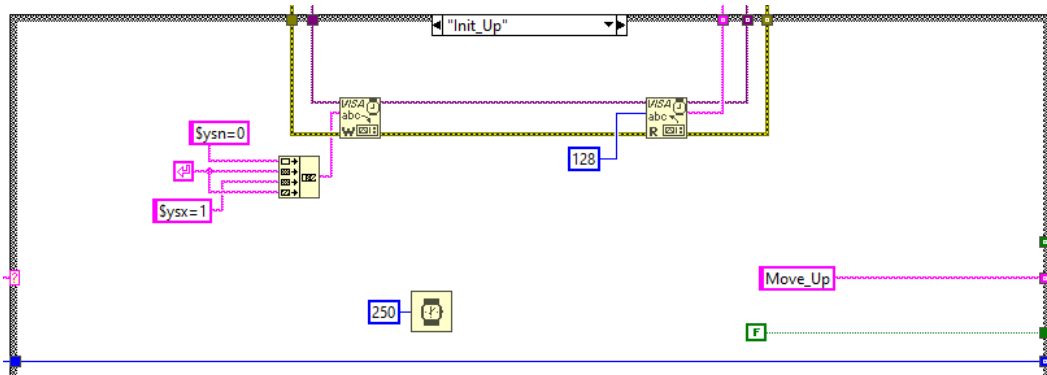 "Init_Up"
VISA
abc
W
VISA
abc
R
$ysn=0
128
$ysx=1
Move_Up
250
F